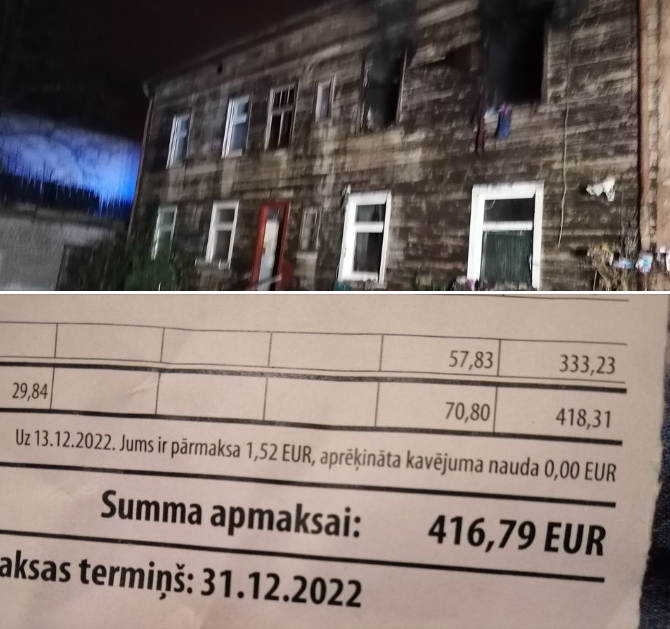 57,83 333,23
29,84 70,80 418,31
Uz 13.12.2022. Jums ir pārmaksa 1,52 EUR, aprēķināta kavējuma nauda 0,00 EUR
Summa apmaksai: 416,79 EUR
aksas termiņš: 31.12.2022